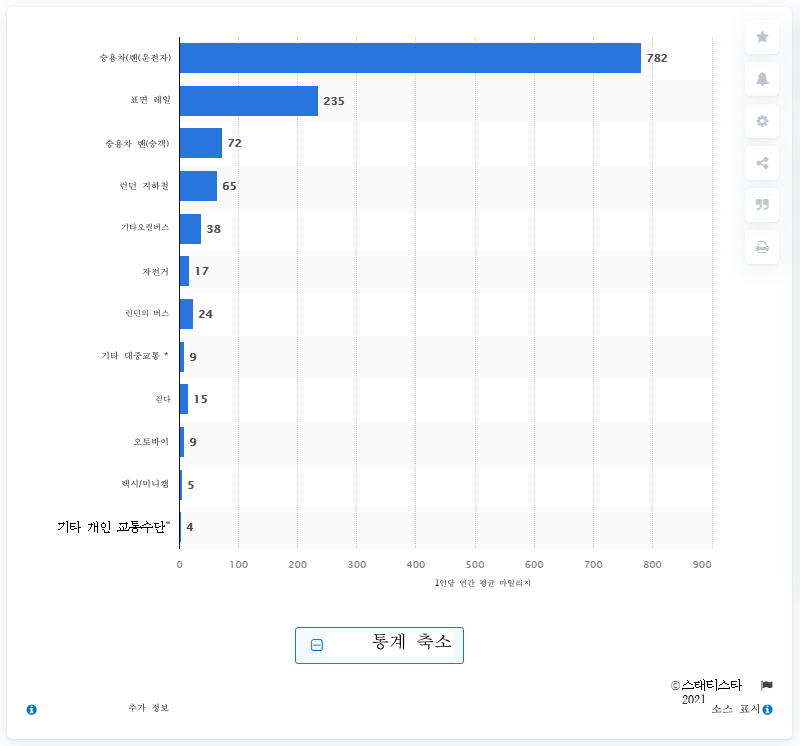 승용차(밴(운전자) 782
표면 레일 235
승용차 밴(승객) 72
런던 지하철 65
기타오럴버스 38
자전거 17
런던의 버스 24
기타 대중교통 * 9
걷다 15
오토바이 9
택시/미니캡 5
기타 개인 교통수단** 4
0 100 200 300 400 500 600 700 800 900
1인당 연간 평균 마일리지
통계 축소
©스태티스타
2021
추가 정보
소스 표시